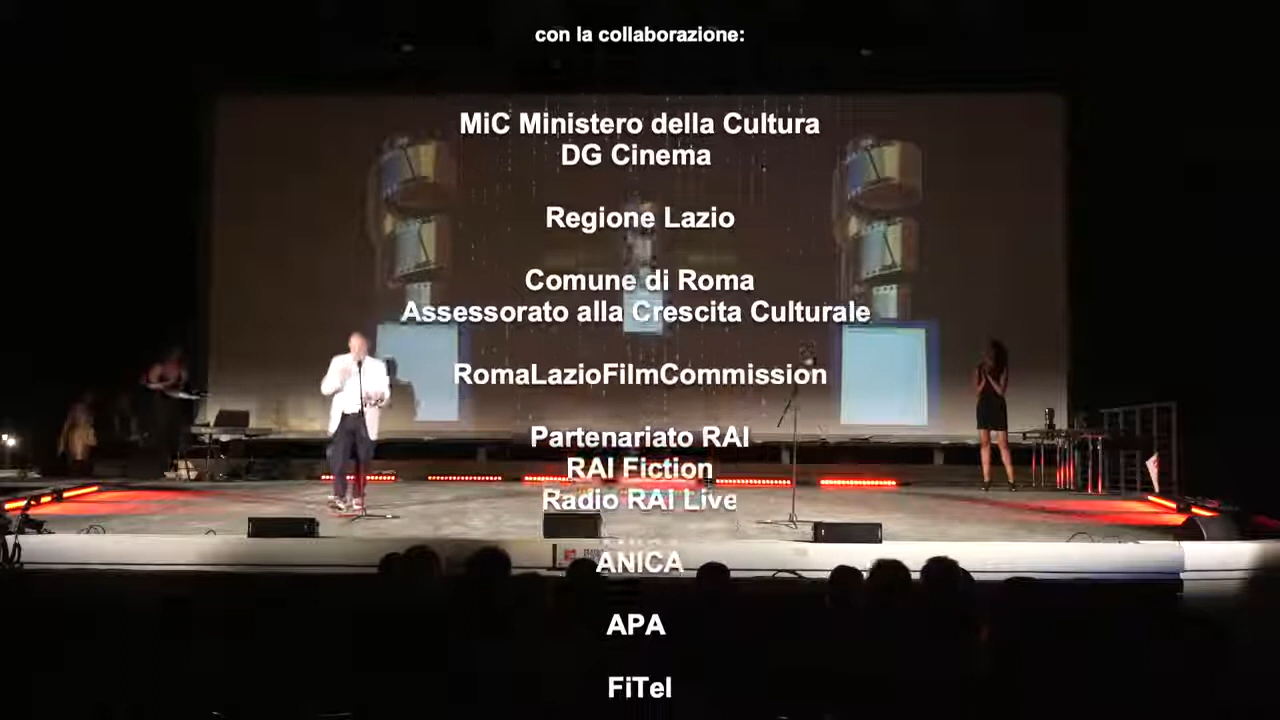 con la collaborazione:
MiC Ministero della Cultura
DG Cinema
Regione Lazio
Comune di Roma
Assessorato alla Crescita Culturale
RomaLazioFilmCommission
Partenariato RAI
RAI Fiction
Radio RAI Live
ANICA
APA
FiTel